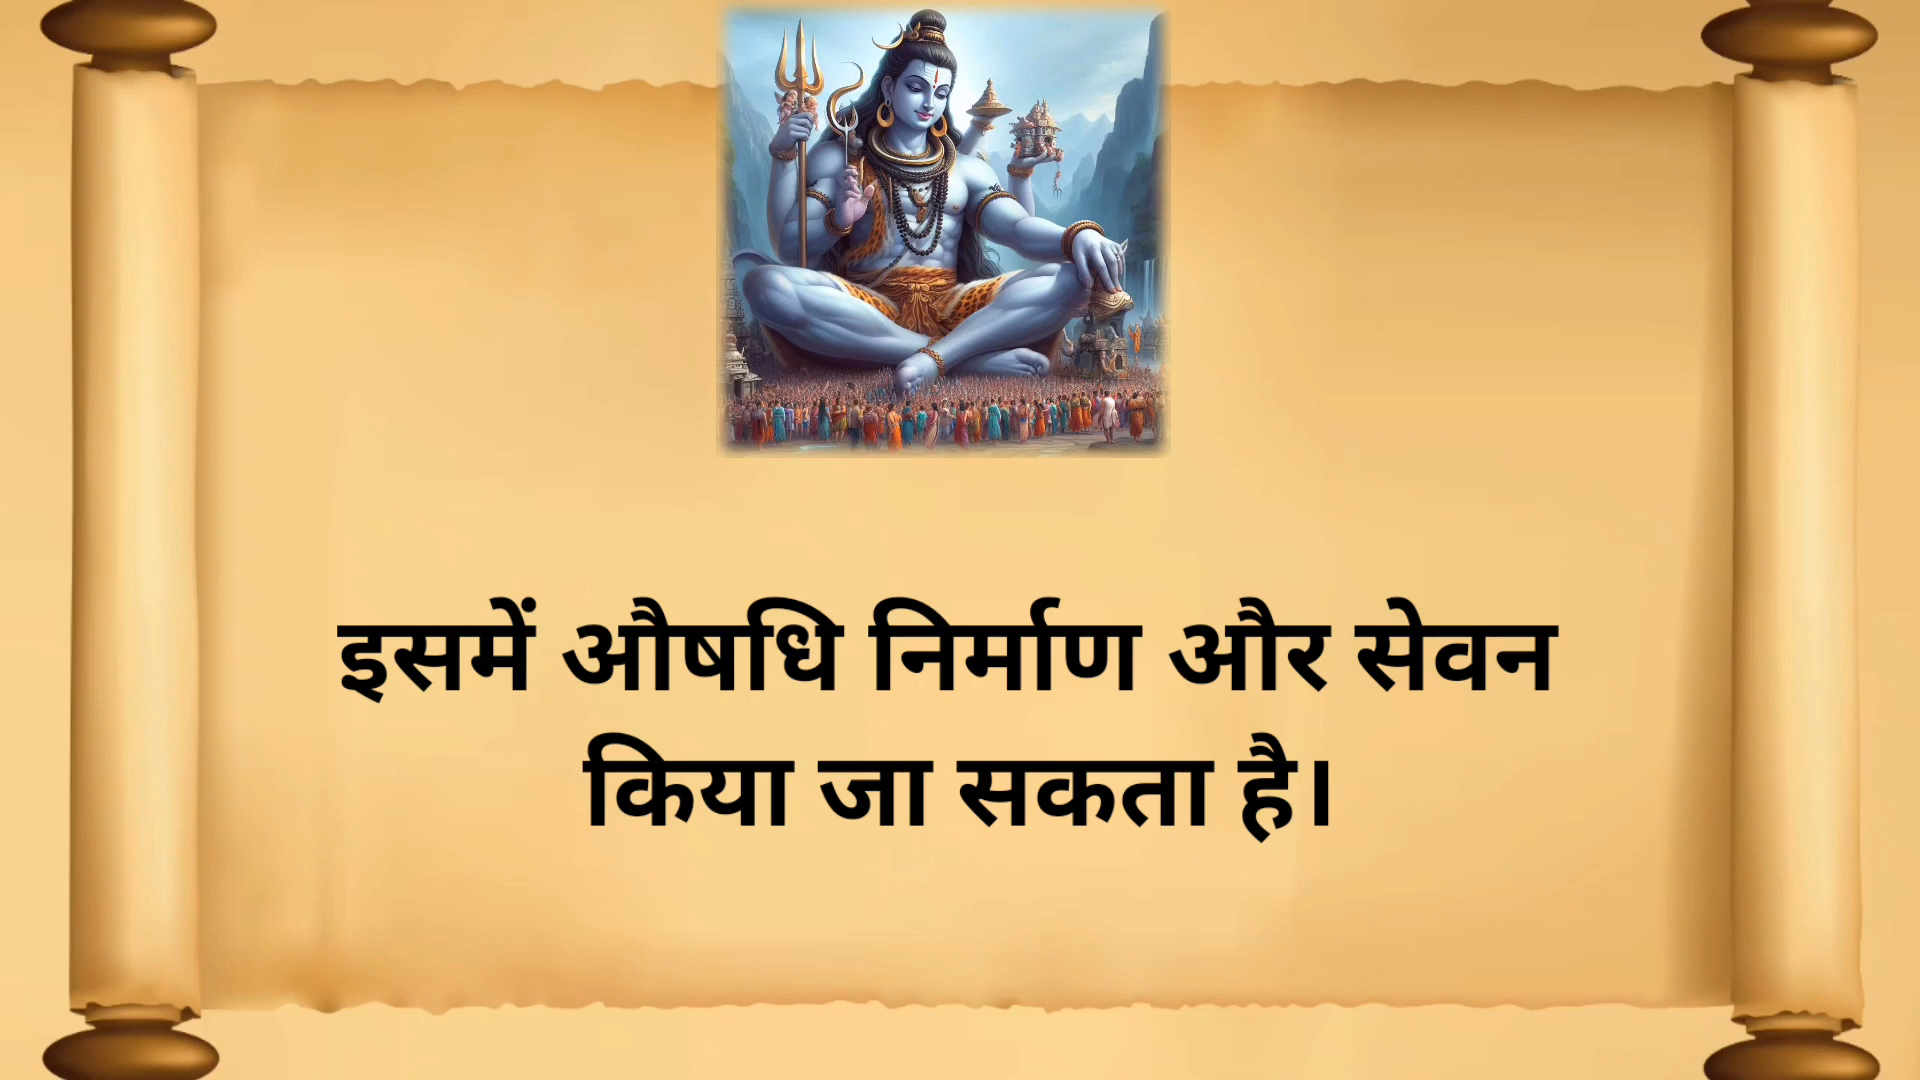 इसमें औषधि निर्माण और सेवन
किया जा सकता है।